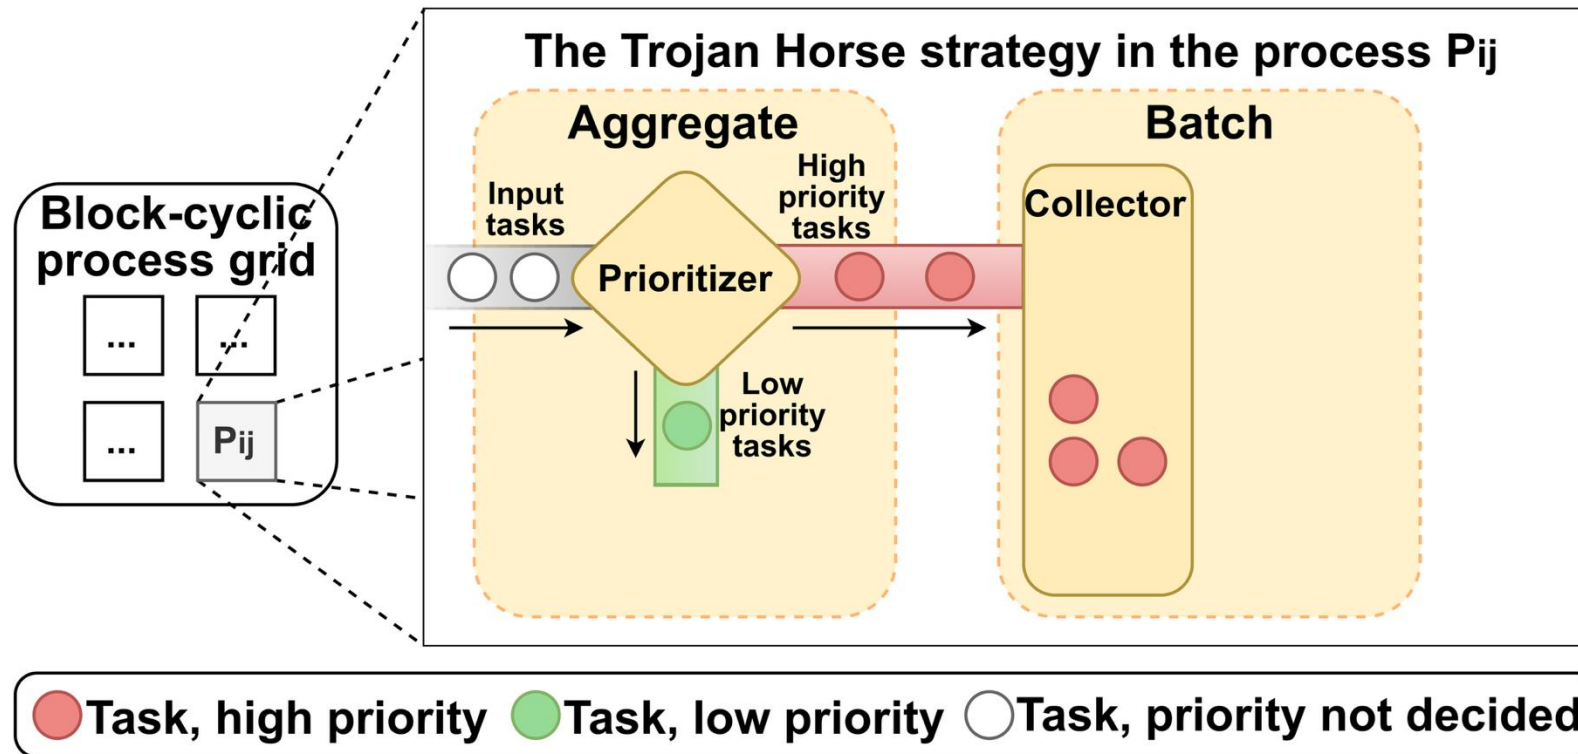 The Trojan Horse strategy in the process Pij
Block-cyclic
process grid
...
...
...
Pij
Aggregate
Input
tasks
Prioritizer
High
priority
tasks
Low
priority
tasks
Batch
Collector
Task, high priority
Task, low priority
Task, priority not decided